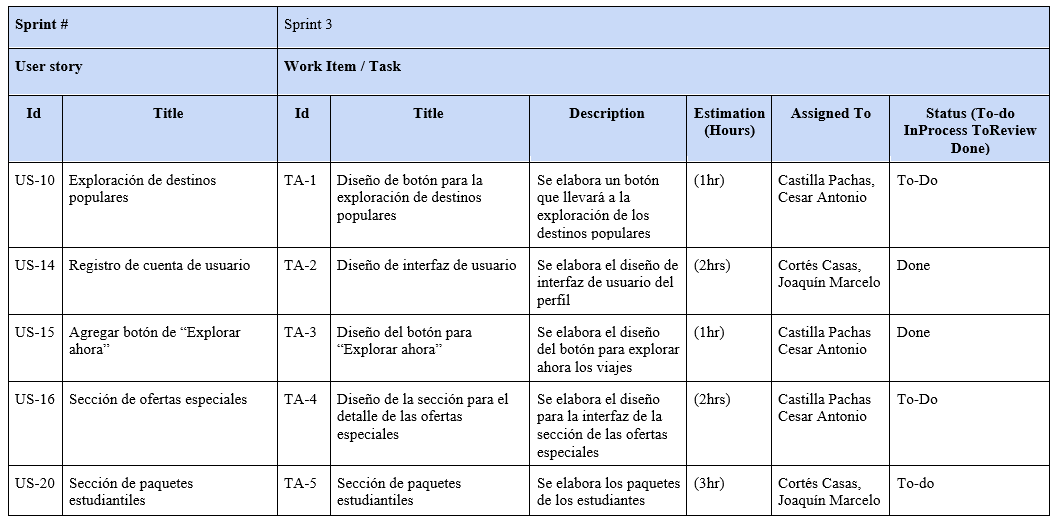 Sprint # Sprint 3
User story Work Item / Task
Id Title Id Title Description Estimation (Hours) Assigned To Status (To-do InProcess ToReview Done)
US-10 Exploración de destinos populares TA-1 Diseño de botón para la exploración de destinos populares Se elabora un botón que llevará a la exploración de los destinos populares (1hr) Castilla Pachas, Cesar Antonio To-Do
US-14 Registro de cuenta de usuario TA-2 Diseño de interfaz de usuario Se elabora el diseño de interfaz de usuario del perfil (2hrs) Cortés Casas, Joaquín Marcelo Done
US-15 Agregar botón de “Explorar ahora” TA-3 Diseño del botón para “Explorar ahora” Se elabora el diseño del botón para explorar ahora los viajes (1hr) Castilla Pachas Cesar Antonio Done
US-16 Sección de ofertas especiales TA-4 Diseño de la sección para el detalle de las ofertas especiales Se elabora el diseño para la interfaz de la sección de las ofertas especiales (2hrs) Castilla Pachas Cesar Antonio To-Do
US-20 Sección de paquetes estudiantiles TA-5 Sección de paquetes estudiantiles Se elabora los paquetes de los estudiantes (3hr) Cortés Casas, Joaquín Marcelo To-do